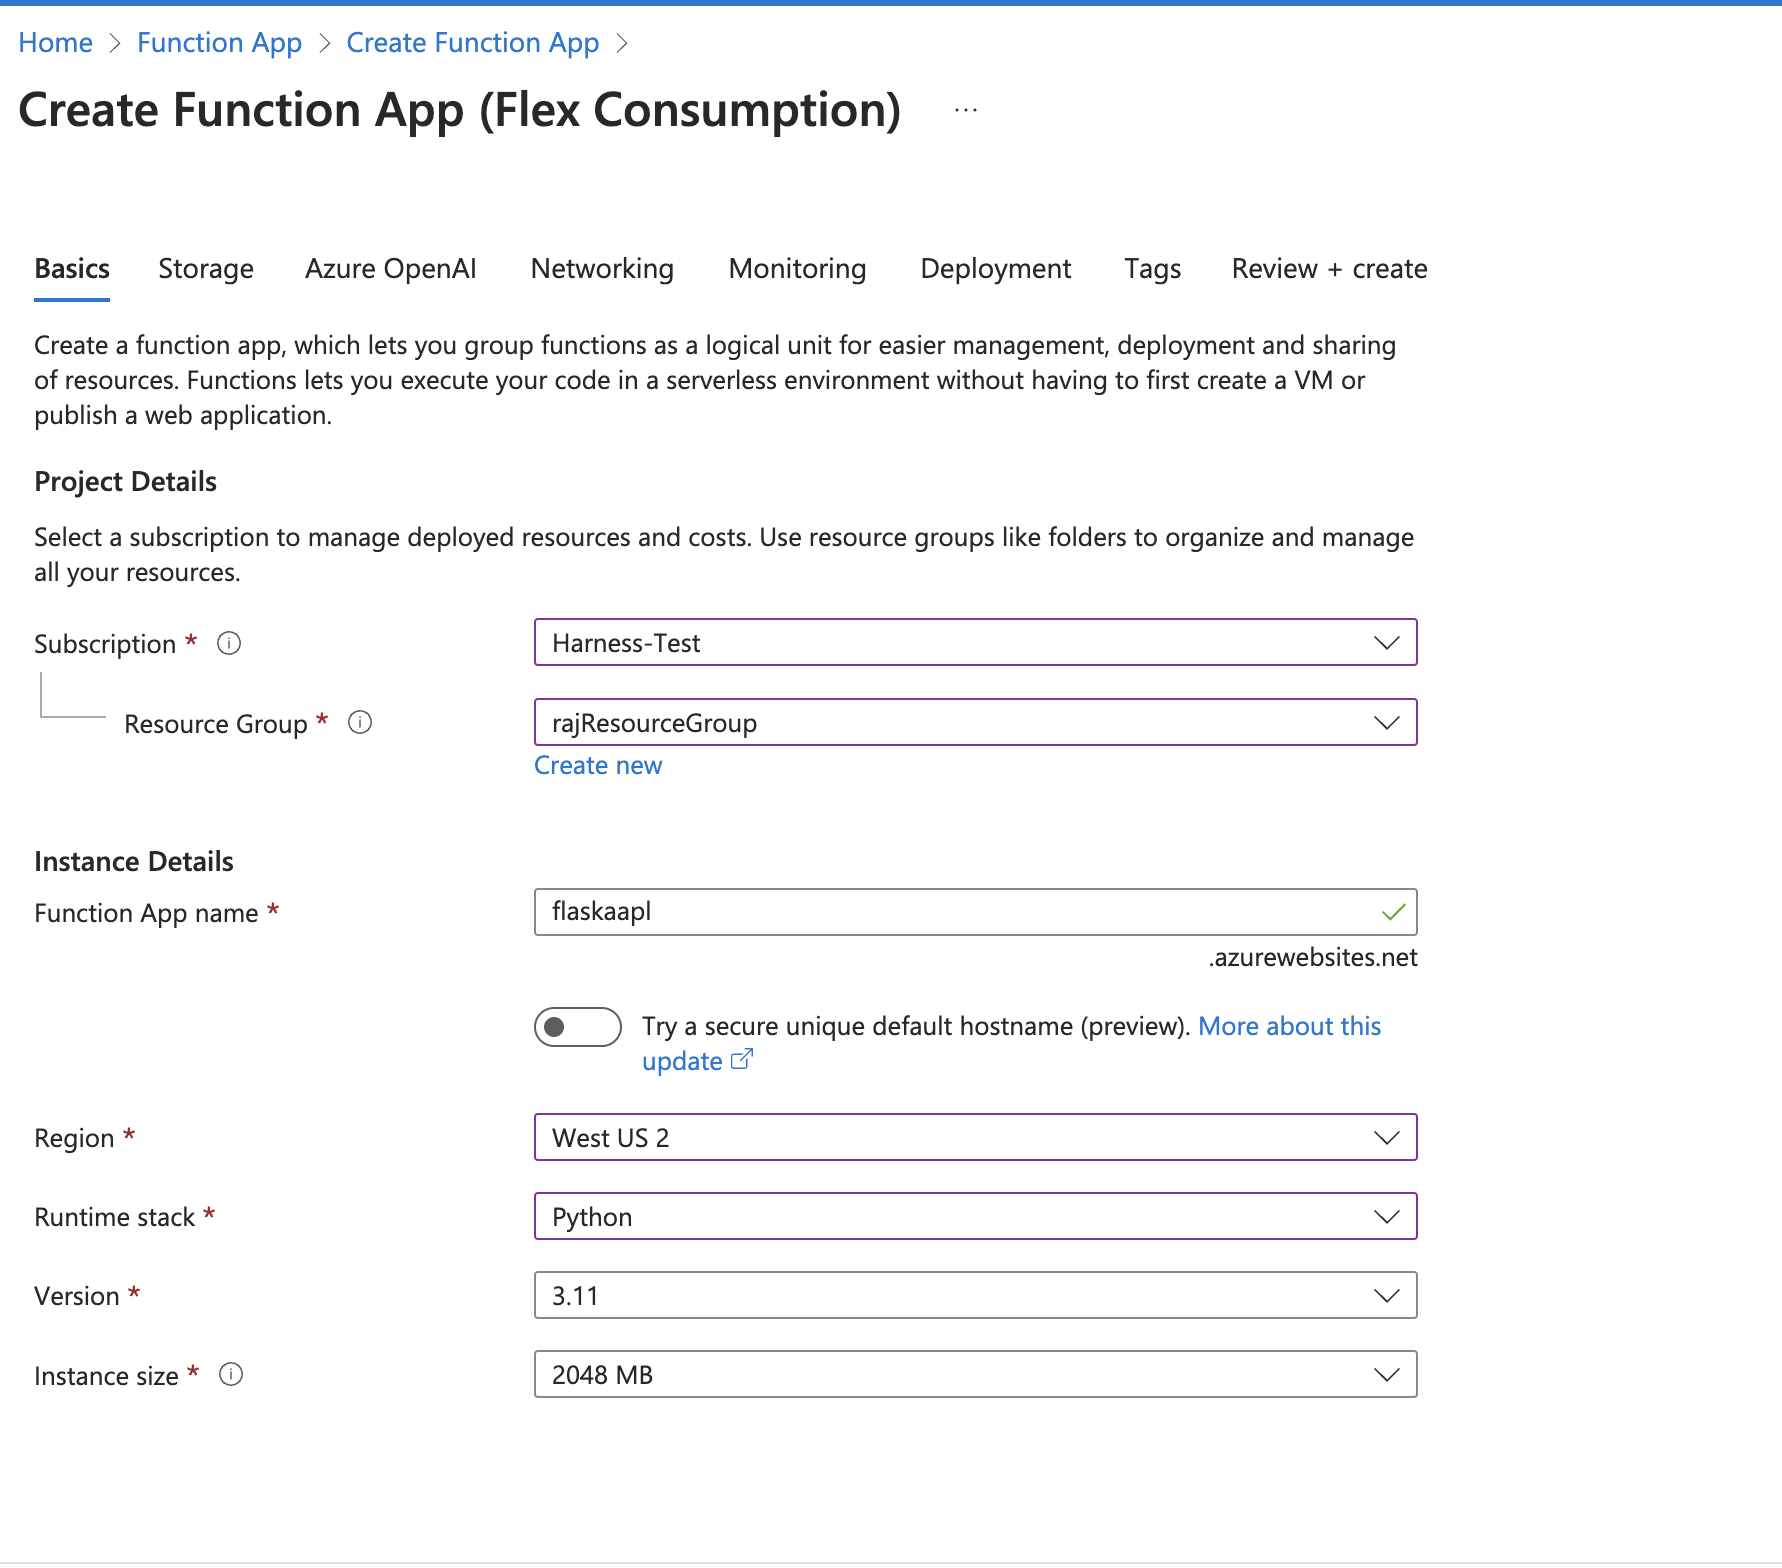 Home > Function App > Create Function App >
Create Function App (Flex Consumption) ...
Basics Storage Azure OpenAI Networking Monitoring Deployment Tags Review + create
Create a function app, which lets you group functions as a logical unit for easier management, deployment and sharing
of resources. Functions lets you execute your code in a serverless environment without having to first create a VM or
publish a web application.
Project Details
Select a subscription to manage deployed resources and costs. Use resource groups like folders to organize and manage
all your resources.
Subscription * Harness-Test
Resource Group * rajResourceGroup
Create new
Instance Details
Function App name * flaskaapl
.azurewebsites.net
Try a secure unique default hostname (preview). More about this
update
Region * West US 2
Runtime stack * Python
Version * 3.11
Instance size * 2048 MB